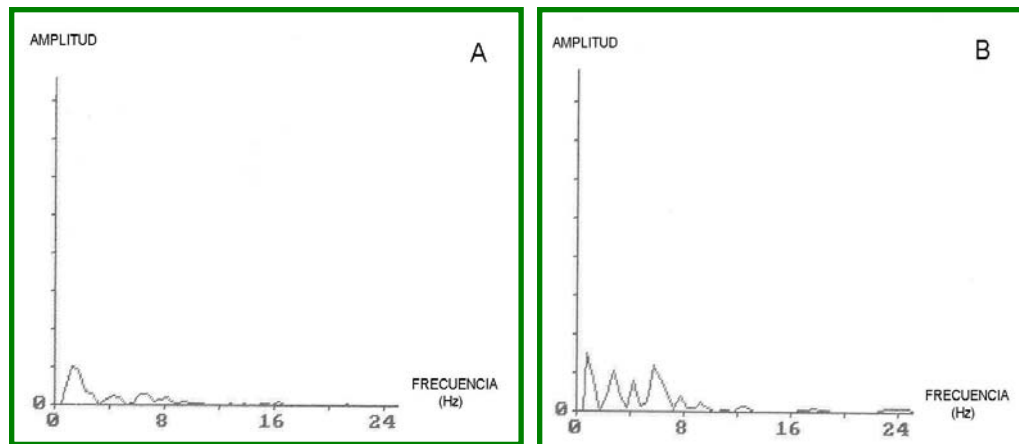 AMPLITUD
A
0
0 8 16 24
FRECUENCIA
(Hz)
AMPLITUD
B
0
0 8 16 24
FRECUENCIA
(Hz)